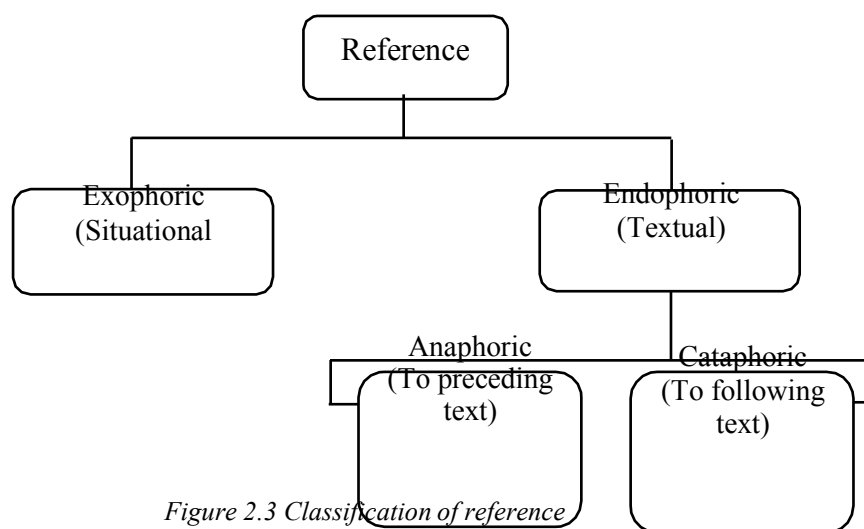 Reference
Exophoric
(Situational
Endophoric
(Textual)
Anaphoric
(To preceding
text)
Cataphoric
(To following
text)
Figure 2.3 Classification of reference